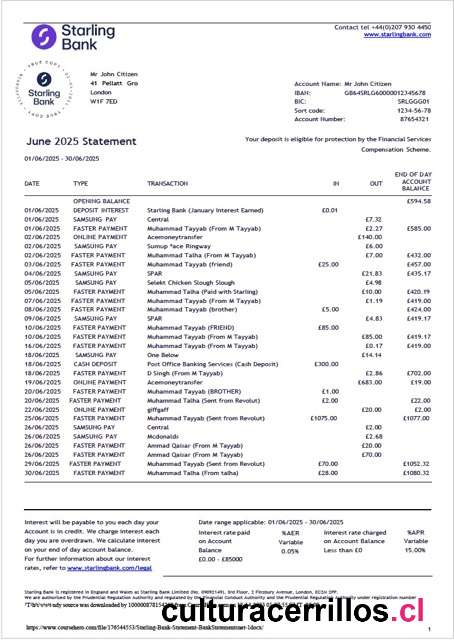 Starling
Bank
Contact tel +44(0)207 930 4450
www.starlingbank.com
Starling
Bank
Mr John Citizen
41 Pellatt Gro
London
W1F 7ED
Account Name: Mr John Citizen
IBAN: GB64SRLG60000012345678
BIC: SRLGGG01
Sort code: 1234-56-78
Account Number: 87654321
June 2025 Statement
Your deposit is eligible for protection by the Financial Services
Compensation Scheme.
01/06/2025 - 30/06/2025
DATE TYPE TRANSACTION IN OUT END OF DAY ACCOUNT BALANCE
OPENING BALANCE £594.58
01/06/2025 DEPOSIT INTEREST Starling Bank (January Interest Earned) £0.01
01/06/2025 SAMSUNG PAY Central £7.32
01/06/2025 FASTER PAYMENT Muhammad Tayyab (From M Tayyab) £2.27 £585.00
02/06/2025 ONLINE PAYMENT Acemoneytransfer £140.00
02/06/2025 SAMSUNG PAY Sumup *ace Ringway £6.00
02/06/2025 FASTER PAYMENT Muhammad Talha (From M Tayyab) £7.00 £432.00
03/06/2025 FASTER PAYMENT Muhammad Tayyab (friend) £25.00 £457.00
04/06/2025 SAMSUNG PAY SPAR £21.83 £435.17
05/06/2025 SAMSUNG PAY Selekt Chicken Slough Slough £4.98
05/06/2025 FASTER PAYMENT Muhammad Talha (Paid with Starling) £10.00 £420.19
07/06/2025 FASTER PAYMENT Muhammad Tayyab (From M Tayyab) £1.19 £419.00
08/06/2025 FASTER PAYMENT Muhammad Tayyab (brother) £5.00 £424.00
09/06/2025 SAMSUNG PAY SPAR £4.83 £419.17
10/06/2025 FASTER PAYMENT Muhammad Tayyab (FRIEND) £85.00
10/06/2025 FASTER PAYMENT Muhammad Tayyab (From M Tayyab) £85.00 £419.17
16/06/2025 FASTER PAYMENT Muhammad Tayyab (From M Tayyab) £0.17 £419.00
18/06/2025 SAMSUNG PAY One Below £14.14
18/06/2025 CASH DEPOSIT Post Office Banking Services (Cash Deposit) £300.00
18/06/2025 FASTER PAYMENT D Singh (From M Tayyab) £2.86 £702.00
19/06/2025 ONLINE PAYMENT Acemoneytransfer £683.00 £19.00
20/06/2025 FASTER PAYMENT Muhammad Tayyab (BROTHER) £1.00
20/06/2025 FASTER PAYMENT Muhammad Talha (Sent from Revolut) £2.00 £22.00
22/06/2025 ONLINE PAYMENT giffgaff £20.00 £2.00
25/06/2025 FASTER PAYMENT Muhammad Tayyab (Sent from Revolut) £1075.00 £1077.00
26/06/2025 SAMSUNG PAY Central £2.00
26/06/2025 SAMSUNG PAY Mcdonalds £2.68
26/06/2025 FASTER PAYMENT Ammad Qaisar (From M Tayyab) £20.00
26/06/2025 FASTER PAYMENT Ammad Qaisar (From M Tayyab) £70.00
29/06/2025 FASTER PAYMENT Muhammad Tayyab (Sent from Revolut) £70.00 £1052.32
30/06/2025 FASTER PAYMENT Muhammad Talha (From talha) £28.00 £1080.32
Interest will be payable to you each day your
Account is in credit. We charge interest each
day you are overdrawn. We calculate interest
on your end of day account balance.
For further information about our interest
rates, refer to www.starlingbank.com/legal
Date range applicable: 01/06/2025 - 30/06/2025
Interest rate paid on Account Balance %AER Variable Interest rate charged on Account Balance %APR Variable
£0.00 - £85000 0.05% Less than £0 15.00%
Starling Bank is registered in England and Wales as Starling Bank Limited (No. 09092149), 3rd Floor, 2 Finsbury Avenue, London, EC2M 2PP.
We are authorised by the Prudential Regulation Authority and regulated by the Financial Conduct Authority and the Prudential Regulation Authority under registration number
study source was downloaded by 100000878154
https://www.coursehero.com/file/176544553/Starling-Bank-Statement-BankStatementnet-1docx/
culturacerrillos.cl
1